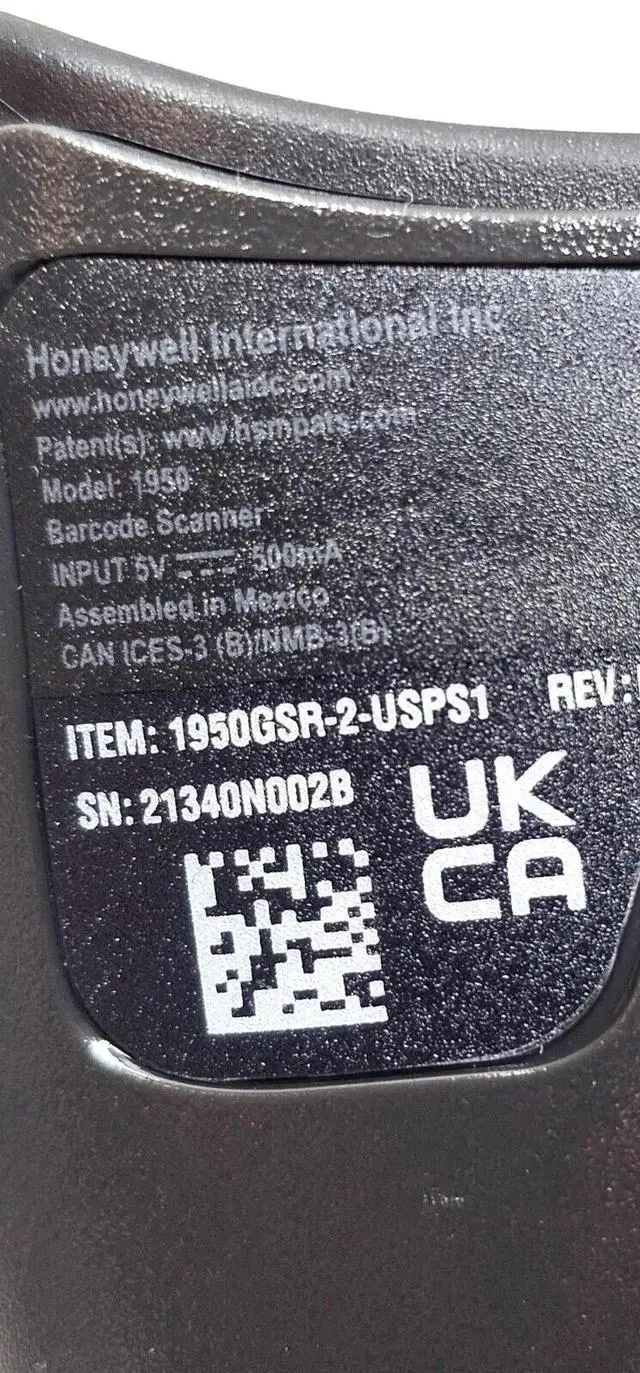 Honeywell International Inc
www.honeywellaidc.com
Patent(s): www.hsmpats.com
Model: 1950
Barcode Scanner
INPUT 5V ⎓ 500mA
Assembled in Mexico
CAN ICES-3 (B)/NMB-3(B)
ITEM: 1950GSR-2-USPS1 REV:
SN: 21340N002B
UK
CA